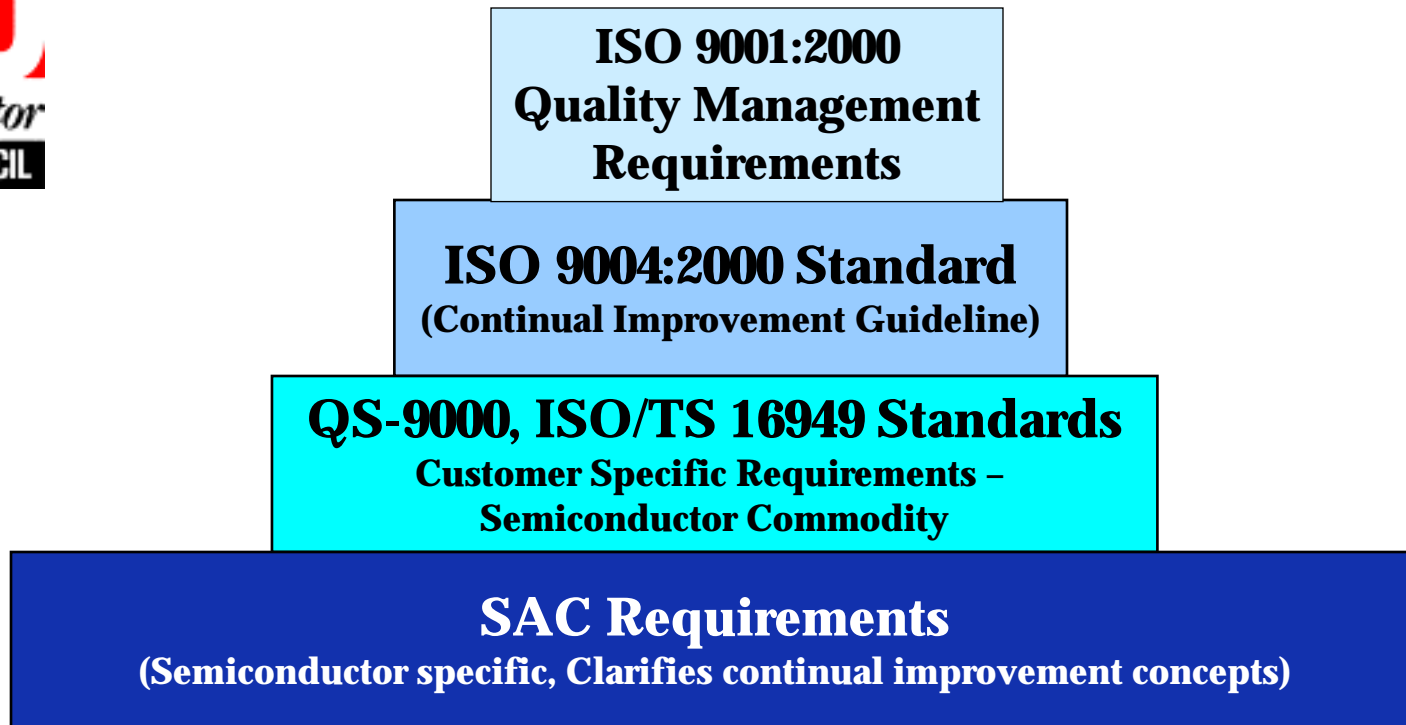 ISO 9001:2000
Quality Management
Requirements
ISO 9004:2000 Standard
(Continual Improvement Guideline)
QS-9000, ISO/TS 16949 Standards
Customer Specific Requirements –
Semiconductor Commodity
SAC Requirements
(Semiconductor specific, Clarifies continual improvement concepts)